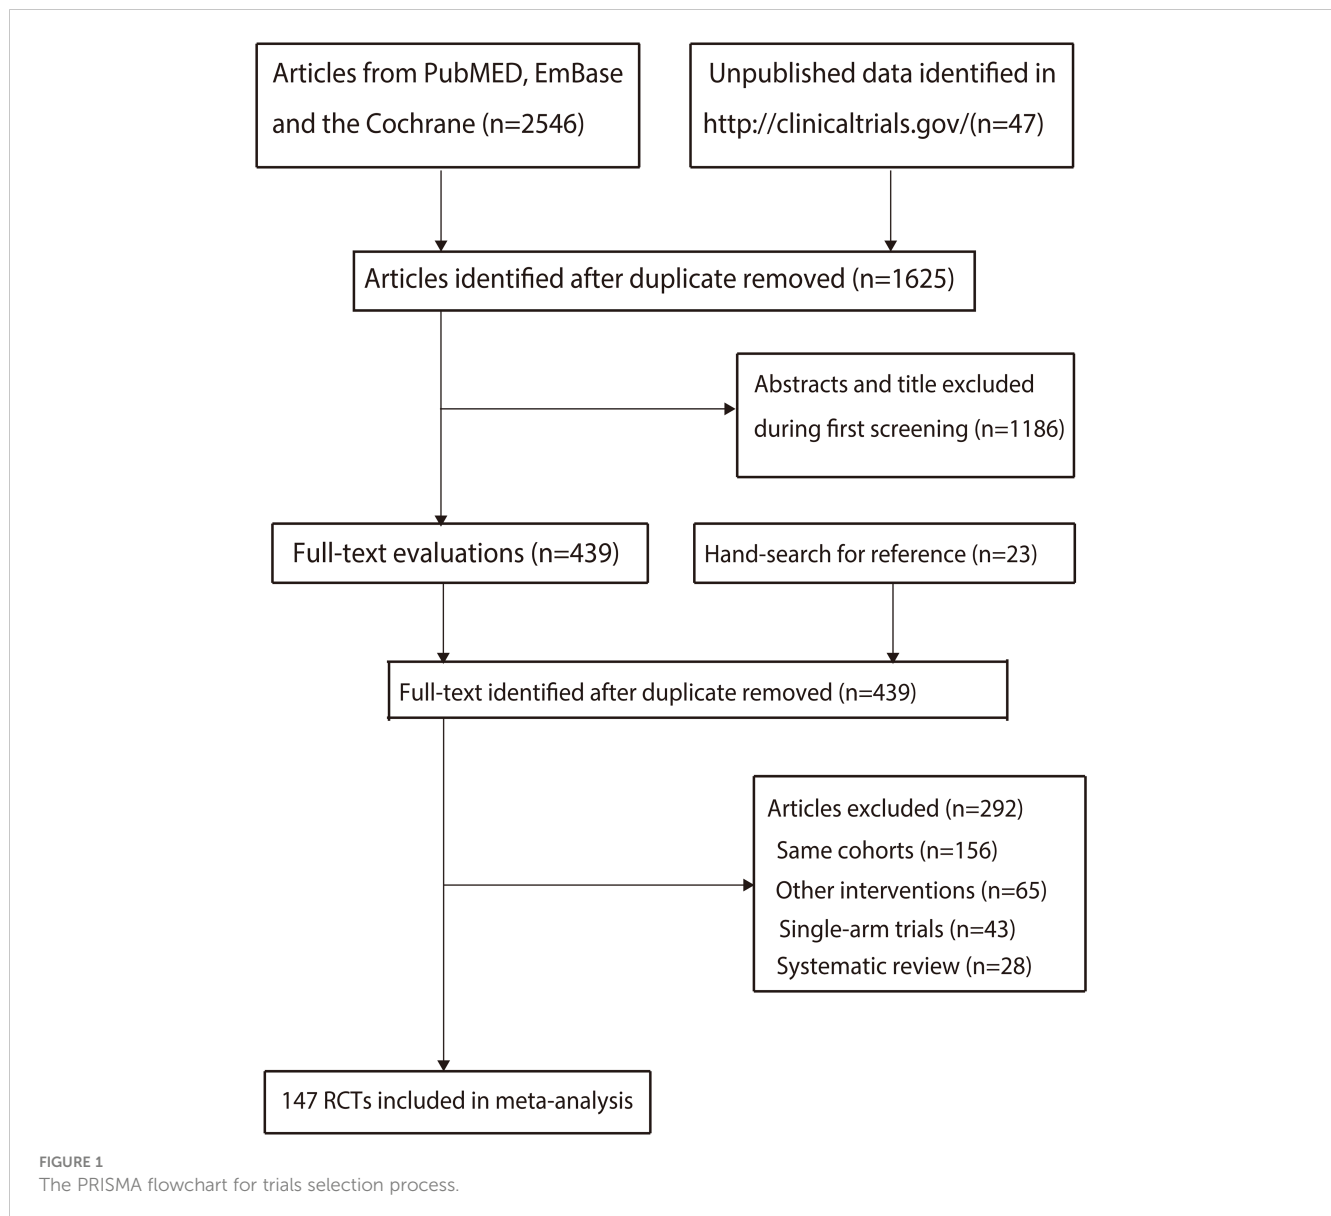 Articles from PubMED, EmBase
and the Cochrane (n=2546)
Unpublished data identified in
http://clinicaltrials.gov/(n=47)
Articles identified after duplicate removed (n=1625)
Abstracts and title excluded
during first screening (n=1186)
Full-text evaluations (n=439)
Hand-search for reference (n=23)
Full-text identified after duplicate removed (n=439)
Articles excluded (n=292)
Same cohorts (n=156)
Other interventions (n=65)
Single-arm trials (n=43)
Systematic review (n=28)
147 RCTs included in meta-analysis
FIGURE 1
The PRISMA flowchart for trials selection process.